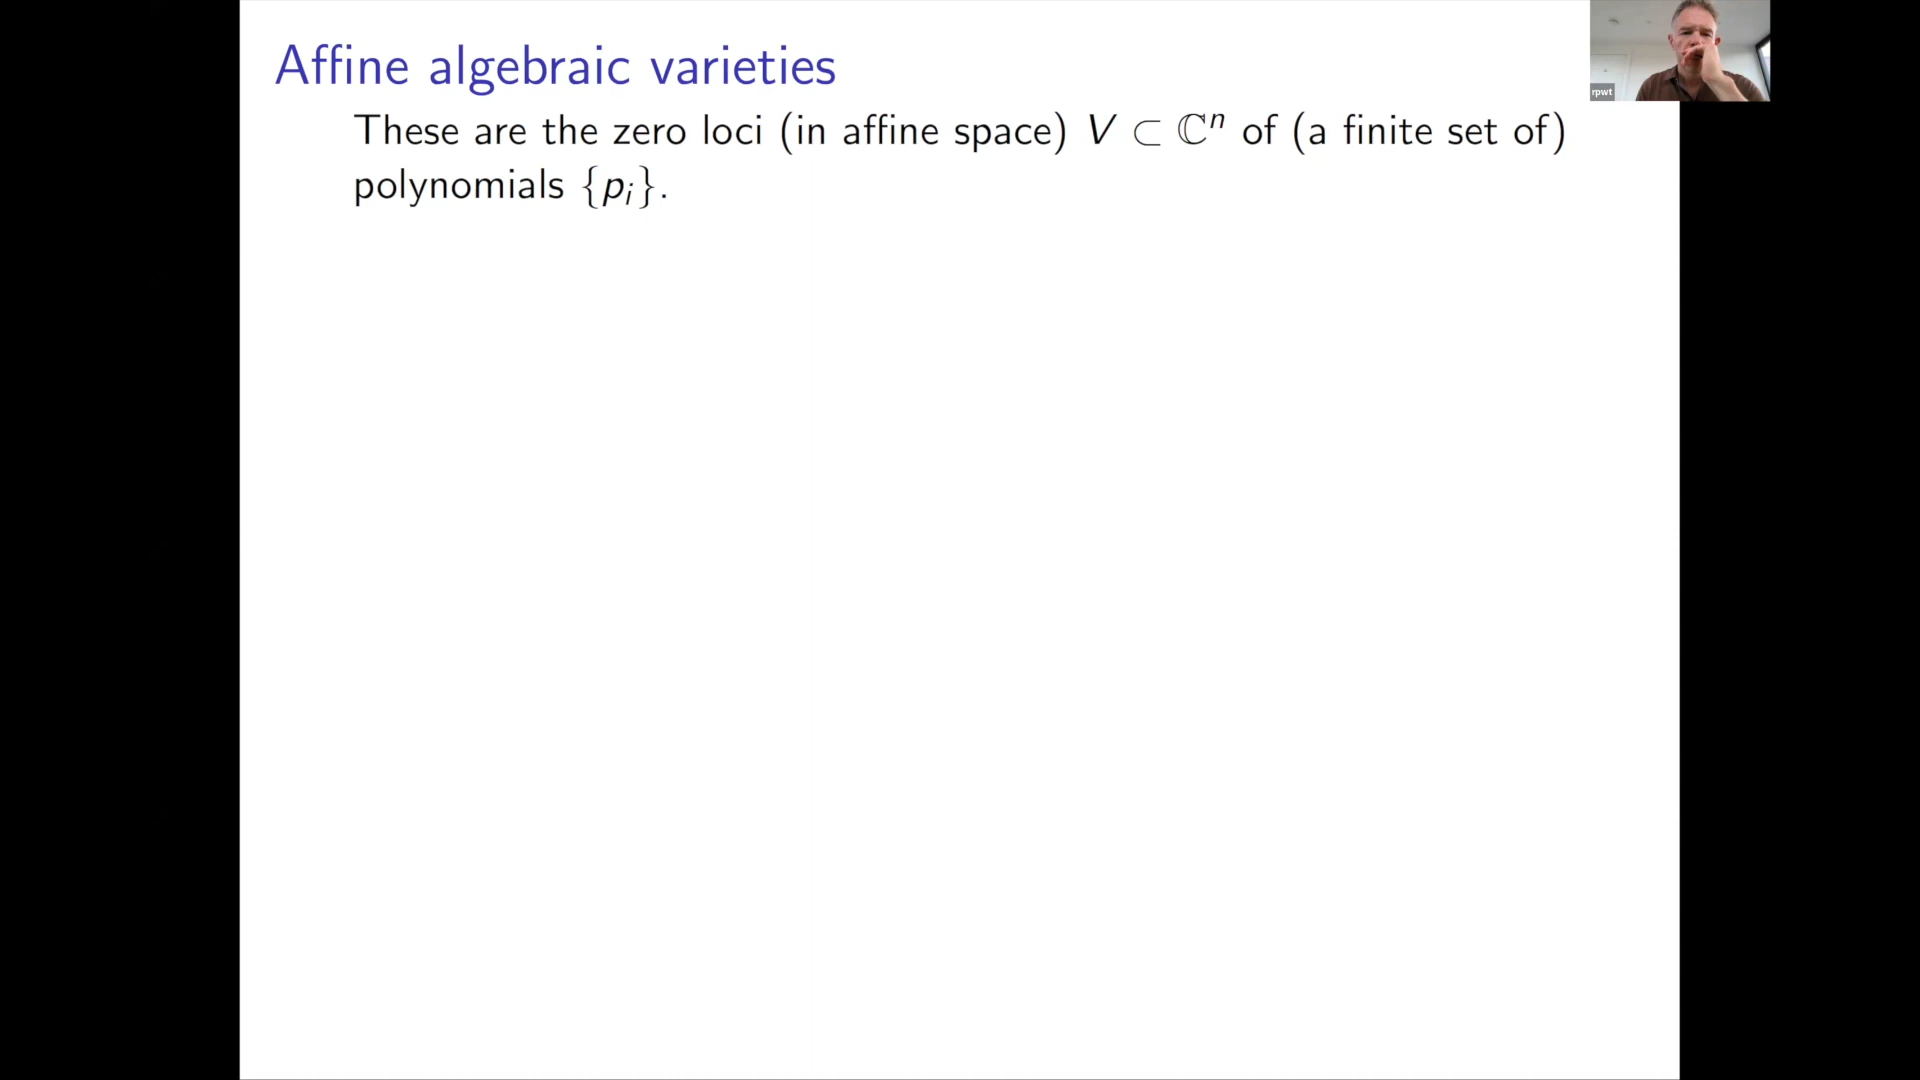 Affine algebraic varieties
rpwt
These are the zero loci (in affine space) V ⊂ ℂⁿ of (a finite set of)
polynomials {pᵢ}.